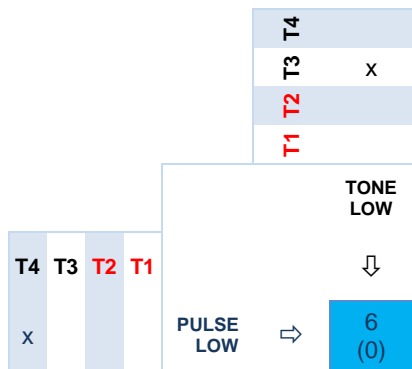 T4
T3 x
T2
T1
TONE
LOW
T4 T3 T2 T1
⇩
x
PULSE
LOW
⇨
6
(0)